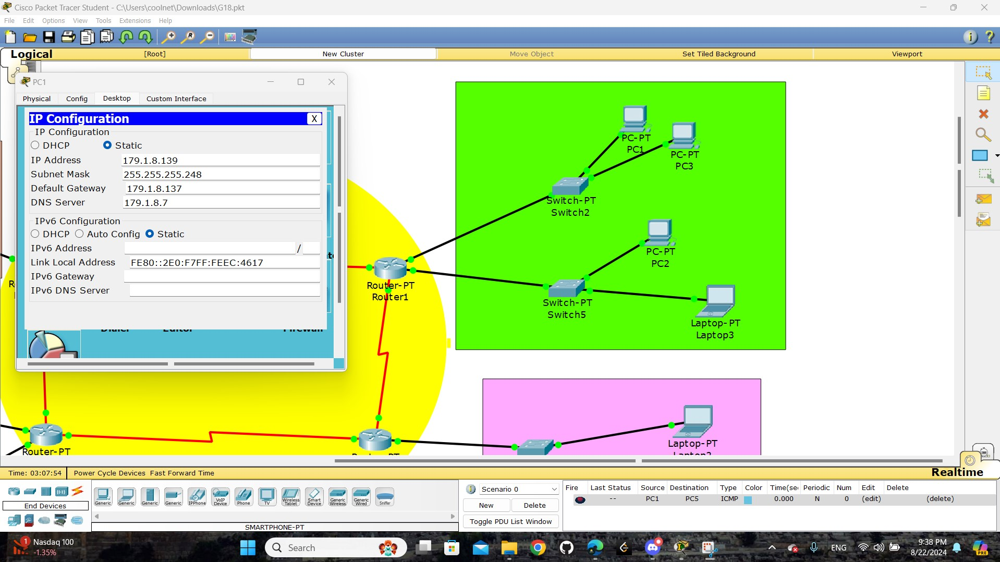 Cisco Packet Tracer Student - C:\Users\coolnet\Downloads\G18.pkt
File Edit Options View Tools Extensions Help
Logical [Root] New Cluster Move Object Set Tiled Background Viewport
PC1
Physical Config Desktop Custom Interface
IP Configuration X
IP Configuration
DHCP Static
IP Address 179.1.8.139
Subnet Mask 255.255.255.248
Default Gateway 179.1.8.137
DNS Server 179.1.8.7
IPv6 Configuration
DHCP Auto Config Static
IPv6 Address /
Link Local Address FE80::2E0:F7FF:FEEC:4617
IPv6 Gateway
IPv6 DNS Server
Dialer Editor Firewall
PC-PT
PC1
PC-PT
PC3
Switch-PT
Switch2
PC-PT
PC2
Router-PT
Router1
Switch-PT
Switch5
Laptop-PT
Laptop3
Laptop-PT
Router-PT
Time: 03:07:54 Power Cycle Devices Fast Forward Time Realtime
End Devices
Generic Generic Generic Generic IPPhone VoIP Device Phone TV Wireless Tablet Smart Device Generic Wireless Generic Wired Sniffer
SMARTPHONE-PT
Scenario 0
New Delete
Toggle PDU List Window
Fire Last Status Source Destination Type Color Time(sec Periodic Num Edit Delete
-- PC1 PC5 ICMP 0.000 N 0 (edit) (delete)
1 Nasdaq 100
-1.35%
Search
ENG
9:38 PM
8/22/2024
PRE